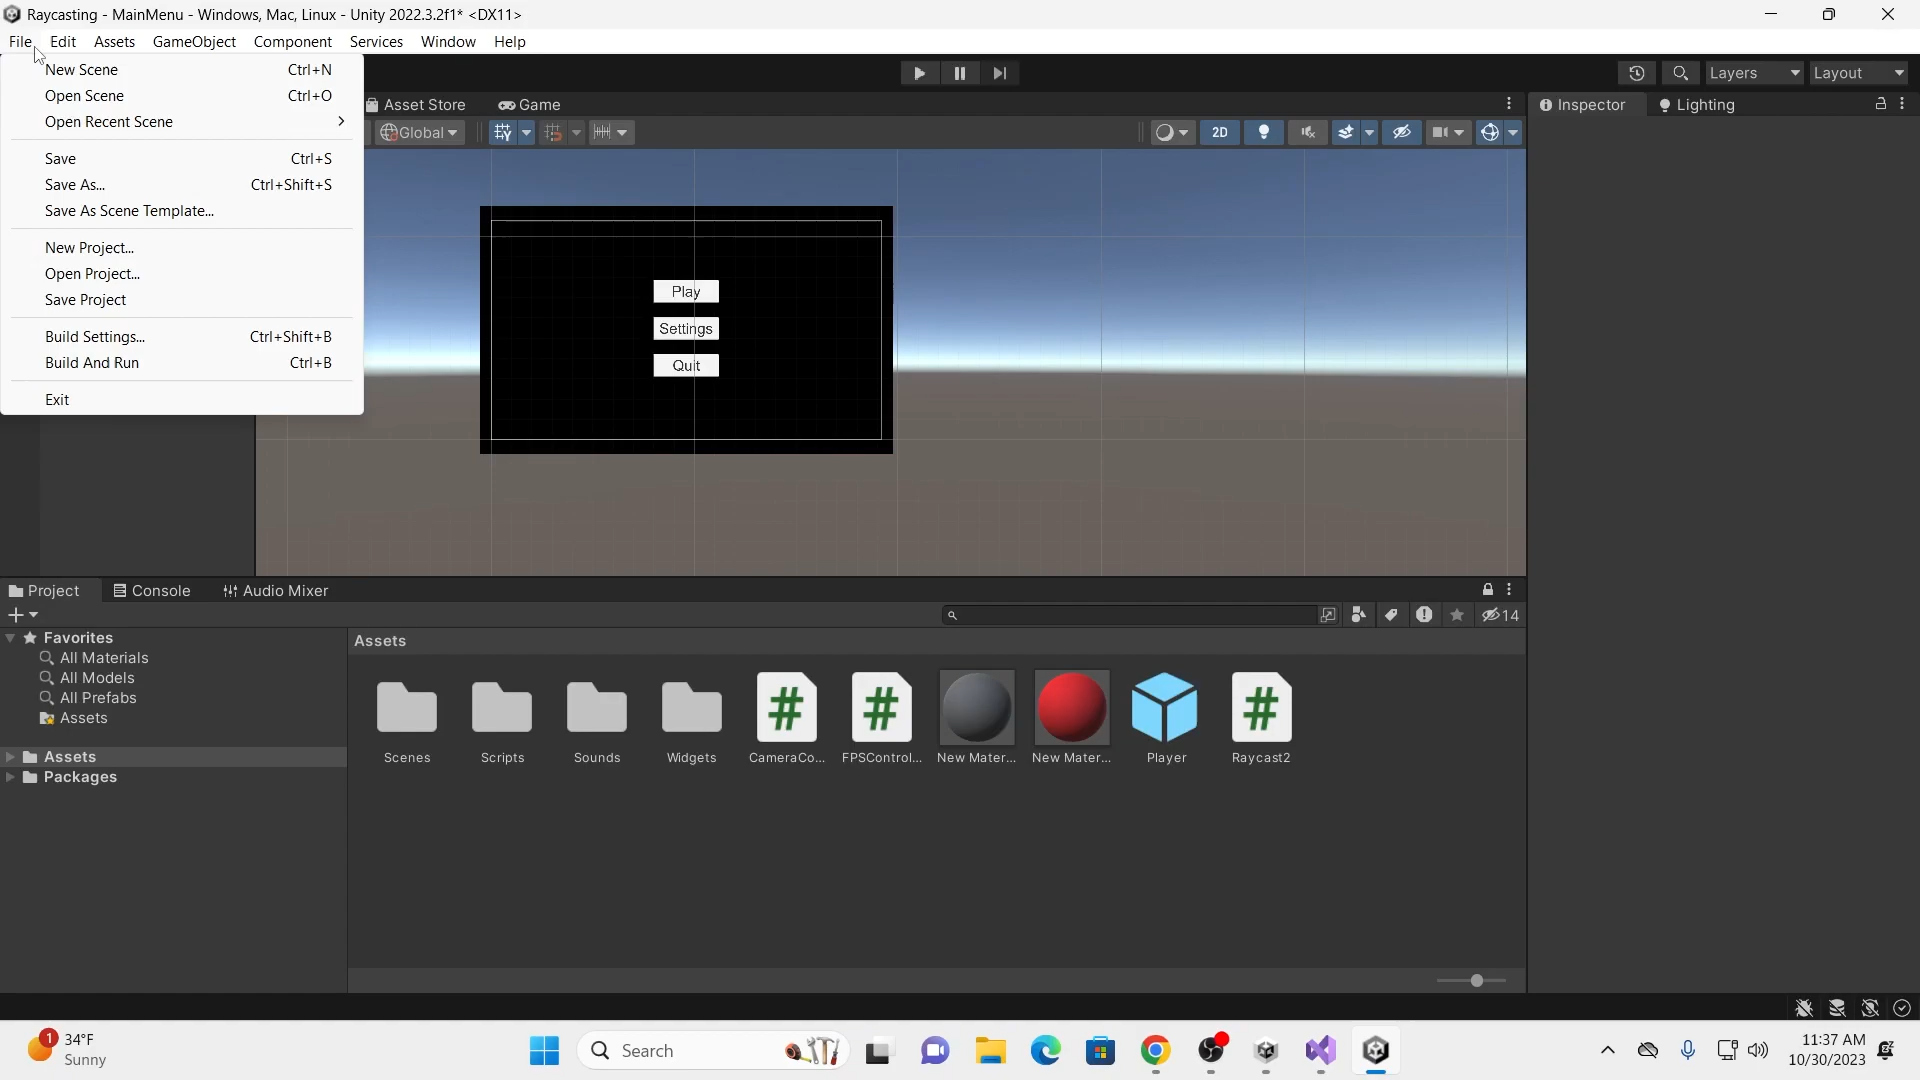 Raycasting - MainMenu - Windows, Mac, Linux - Unity 2022.3.2f1* <DX11>
File Edit Assets GameObject Component Services Window Help
New Scene Ctrl+N
Open Scene Ctrl+O
Open Recent Scene
Save Ctrl+S
Save As... Ctrl+Shift+S
Save As Scene Template...
New Project...
Open Project...
Save Project
Build Settings... Ctrl+Shift+B
Build And Run Ctrl+B
Exit
Layers Layout
Asset Store Game
Inspector Lighting
Global 2D
Play
Settings
Quit
Project Console Audio Mixer
14
Favorites
All Materials
All Models
All Prefabs
Assets
Assets
Packages
Assets
Scenes Scripts Sounds Widgets CameraCo... FPSControl... New Mater... New Mater... Player Raycast2
1
34°F
Sunny
Search
11:37 AM
10/30/2023